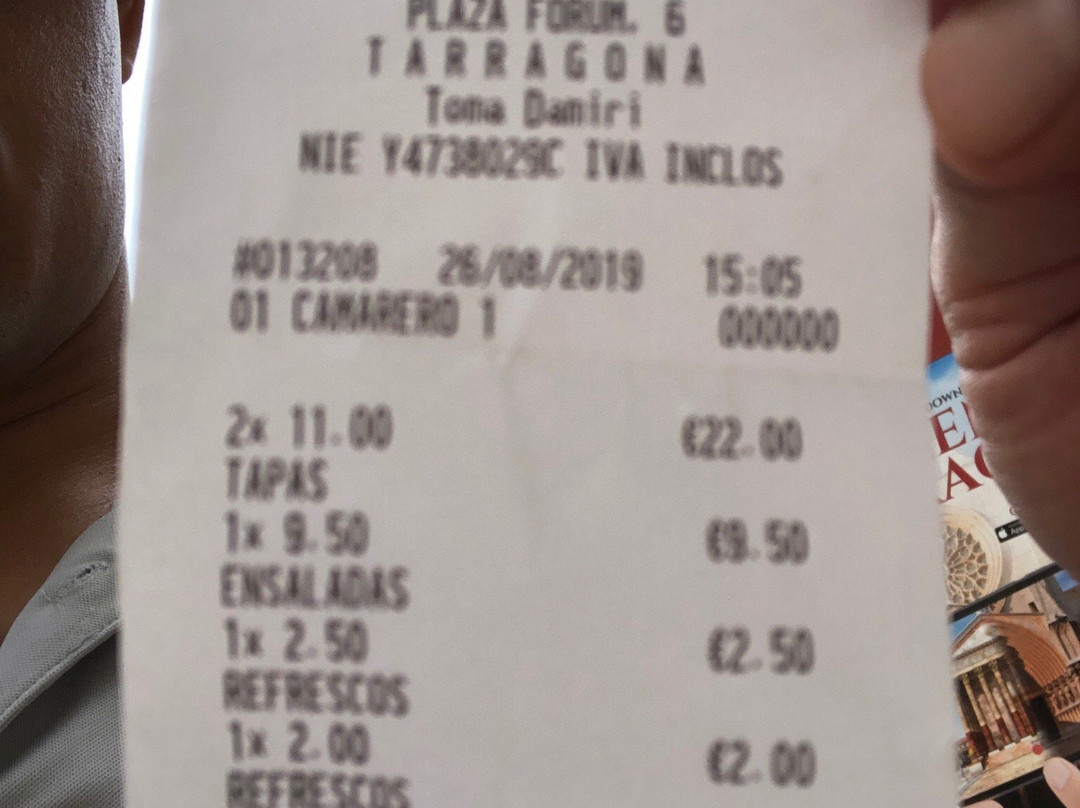 PLAZA FORUM. 6
TARRAGONA
Toma Damiri
NIE Y4738029C IVA INCLOS
#013208 26/08/2019 15:05
01 CAMARERO 1 000000
2x 11.00 €22.00
TAPAS
1x 9.50 €9.50
ENSALADAS
1x 2.50 €2.50
REFRESCOS
1x 2.00 €2.00
REFRESCOS
DOWN